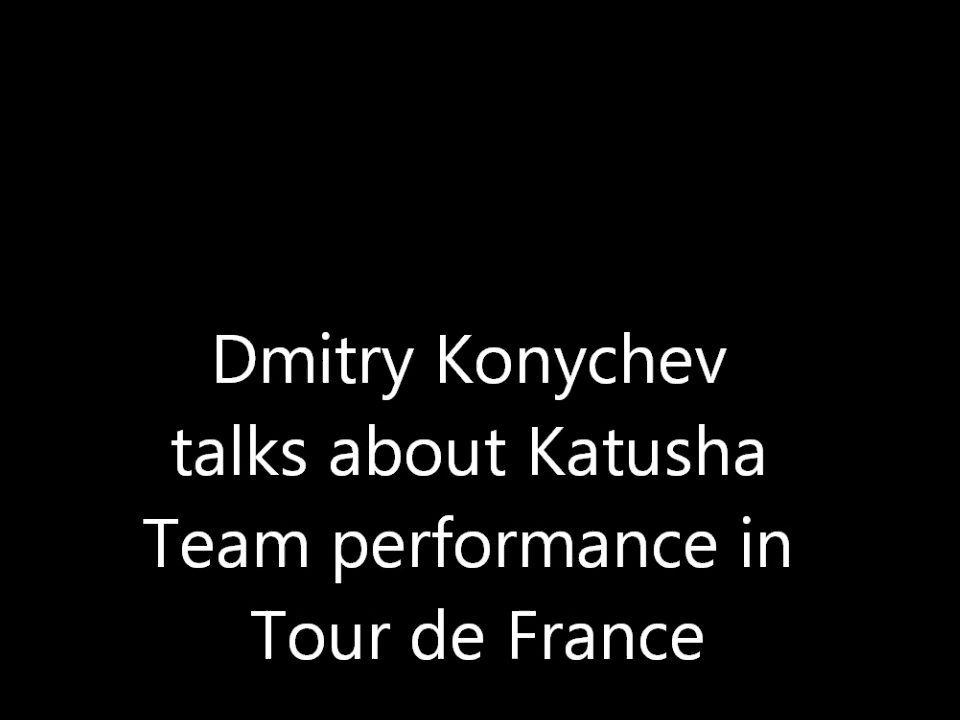 Dmitry Konychev
talks about Katusha
Team performance in
Tour de France